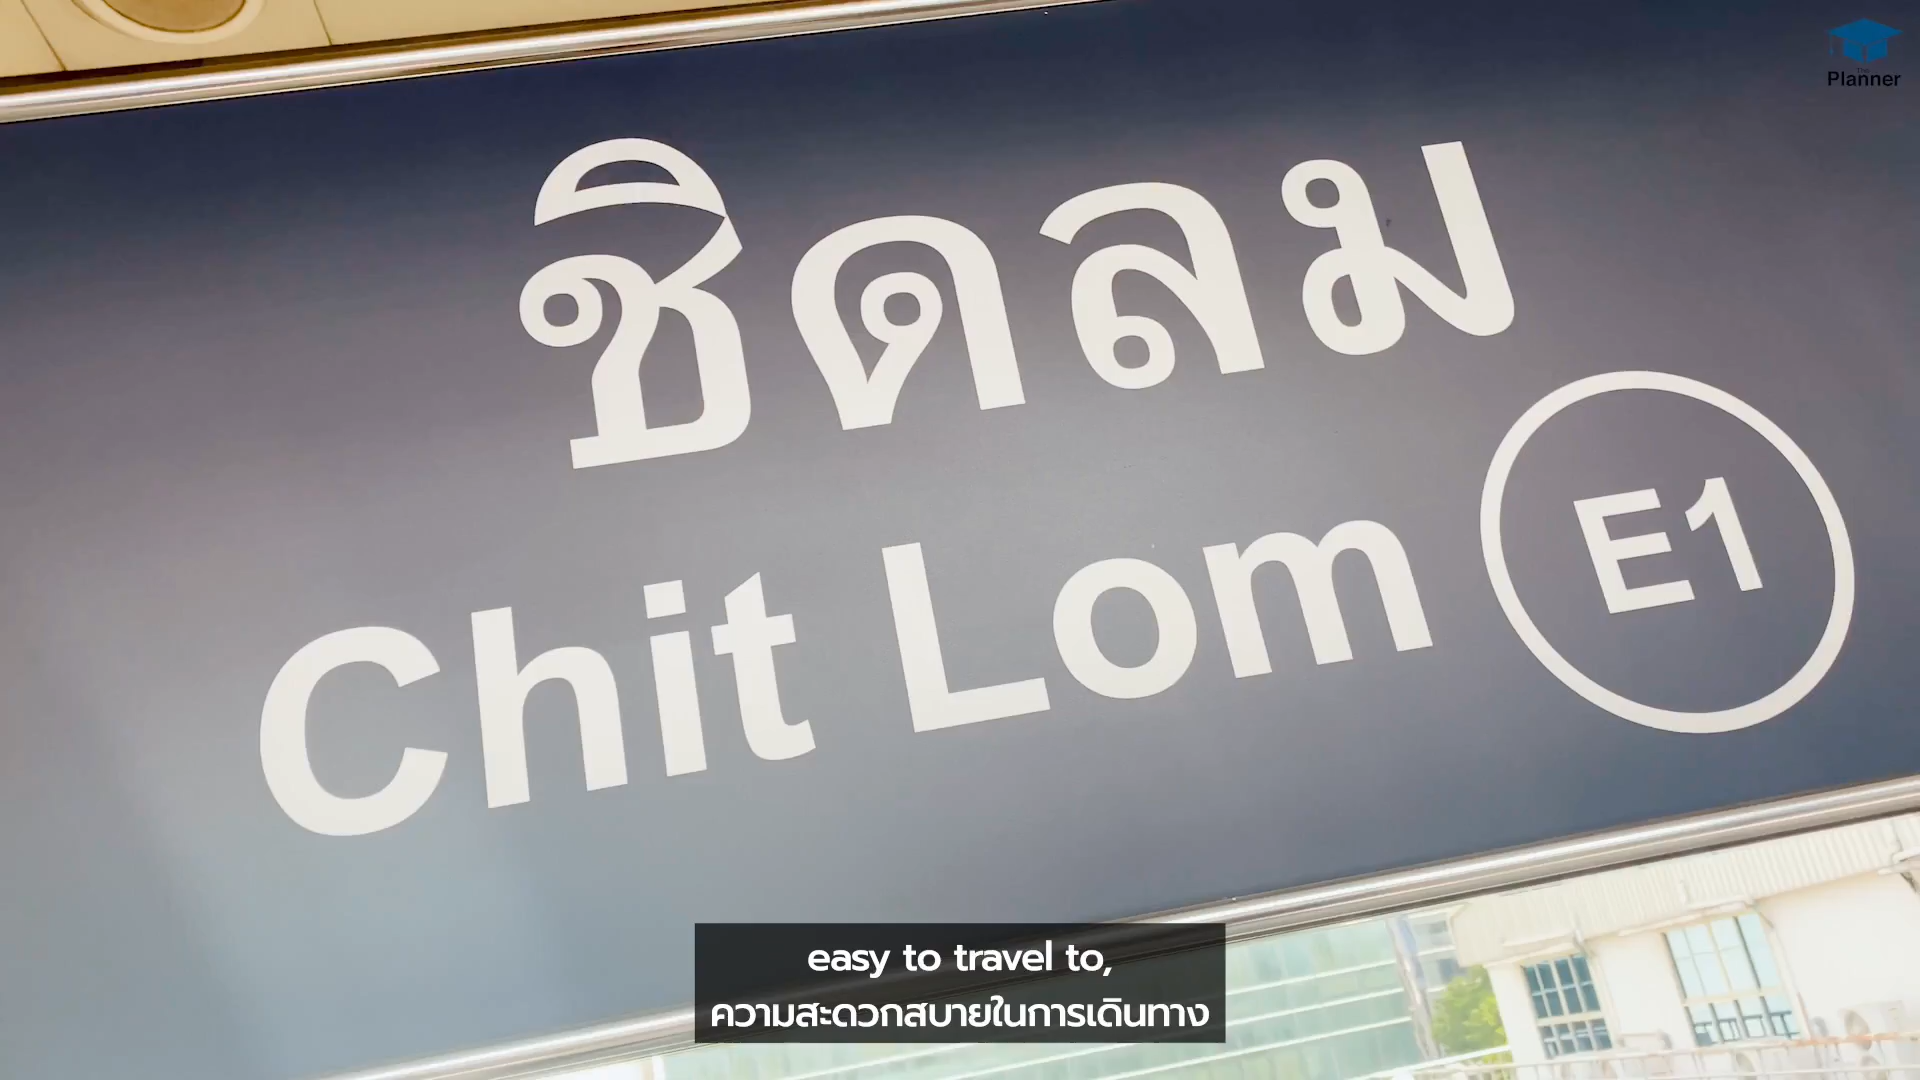 The
Planner
ชิดลม
Chit Lom E1
easy to travel to,
ความสะดวกสบายในการเดินทาง